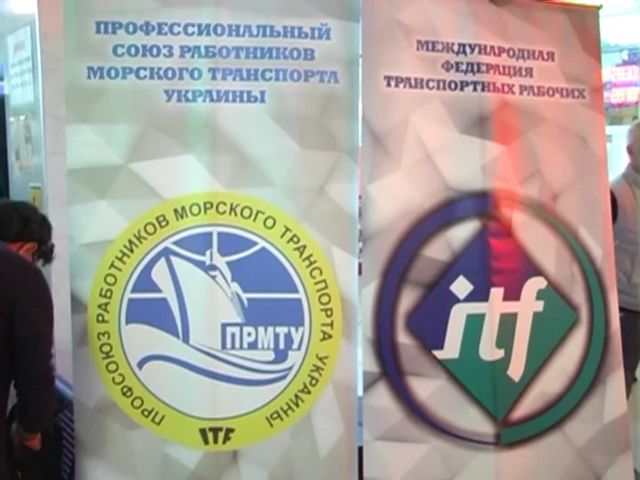 ПРОФЕССИОНАЛЬНЫЙ
СОЮЗ РАБОТНИКОВ
МОРСКОГО ТРАНСПОРТА
УКРАИНЫ
ПРОФСОЮЗ РАБОТНИКОВ МОРСКОГО ТРАНСПОРТА УКРАИНЫ
ПРМТУ
ITF
МЕЖДУНАРОДНАЯ
ФЕДЕРАЦИЯ
ТРАНСПОРТНЫХ РАБОЧИХ
itf